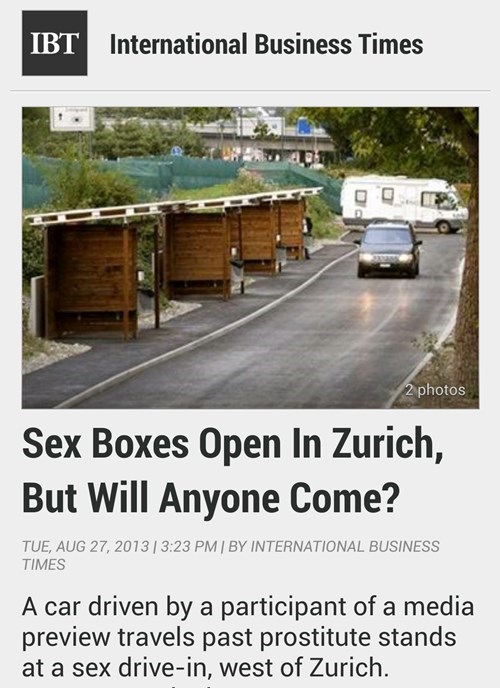 IBT International Business Times
2 photos
Sex Boxes Open In Zurich,
But Will Anyone Come?
TUE, AUG 27, 2013 | 3:23 PM | BY INTERNATIONAL BUSINESS
TIMES
A car driven by a participant of a media
preview travels past prostitute stands
at a sex drive-in, west of Zurich.